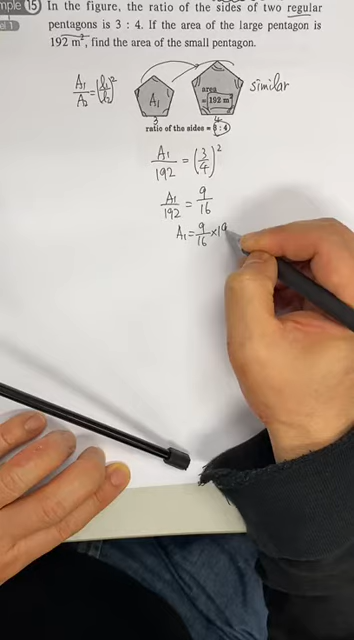 mple 15 In the figure, the ratio of the sides of two regular
el 1 pentagons is 3 : 4. If the area of the large pentagon is
192 m², find the area of the small pentagon.
A₁/A₂ = (l₁/l₂)²
A₁
area
= 192 m²
similar
3
4
ratio of the sides = 3 : 4
A₁/192 = (3/4)²
A₁/192 = 9/16
A₁ = 9/16 × 19